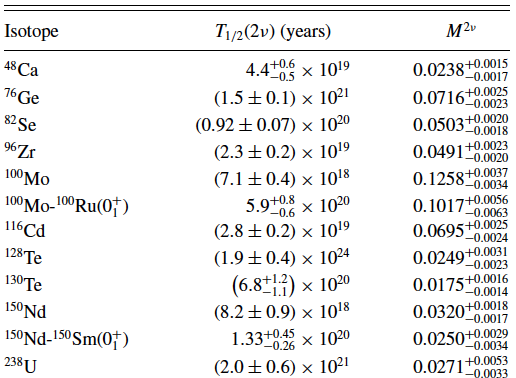 Isotope T₁/₂(2ν) (years) M²ᵛ
⁴⁸Ca 4.4⁺⁰·⁶₋₀.₅ × 10¹⁹ 0.0238⁺⁰·⁰⁰¹⁵₋₀.₀₀₁₇
⁷⁶Ge (1.5 ± 0.1) × 10²¹ 0.0716⁺⁰·⁰⁰²⁵₋₀.₀₀₂₃
⁸²Se (0.92 ± 0.07) × 10²⁰ 0.0503⁺⁰·⁰⁰²⁰₋₀.₀₀₁₈
⁹⁶Zr (2.3 ± 0.2) × 10¹⁹ 0.0491⁺⁰·⁰⁰²³₋₀.₀₀₂₀
¹⁰⁰Mo (7.1 ± 0.4) × 10¹⁸ 0.1258⁺⁰·⁰⁰³⁷₋₀.₀₀₃₄
¹⁰⁰Mo-¹⁰⁰Ru(0⁺₁) 5.9⁺⁰·⁸₋₀.₆ × 10²⁰ 0.1017⁺⁰·⁰⁰⁵⁶₋₀.₀₀₆₃
¹¹⁶Cd (2.8 ± 0.2) × 10¹⁹ 0.0695⁺⁰·⁰⁰²⁵₋₀.₀₀₂₄
¹²⁸Te (1.9 ± 0.4) × 10²⁴ 0.0249⁺⁰·⁰⁰³¹₋₀.₀₀₂₃
¹³⁰Te (6.8⁺¹·²₋₁.₁) × 10²⁰ 0.0175⁺⁰·⁰⁰¹⁶₋₀.₀₀₁₄
¹⁵⁰Nd (8.2 ± 0.9) × 10¹⁸ 0.0320⁺⁰·⁰⁰¹⁸₋₀.₀₀₁₇
¹⁵⁰Nd-¹⁵⁰Sm(0⁺₁) 1.33⁺⁰·⁴⁵₋₀.₂₆ × 10²⁰ 0.0250⁺⁰·⁰⁰²⁹₋₀.₀₀₃₄
²³⁸U (2.0 ± 0.6) × 10²¹ 0.0271⁺⁰·⁰⁰⁵³₋₀.₀₀₃₃